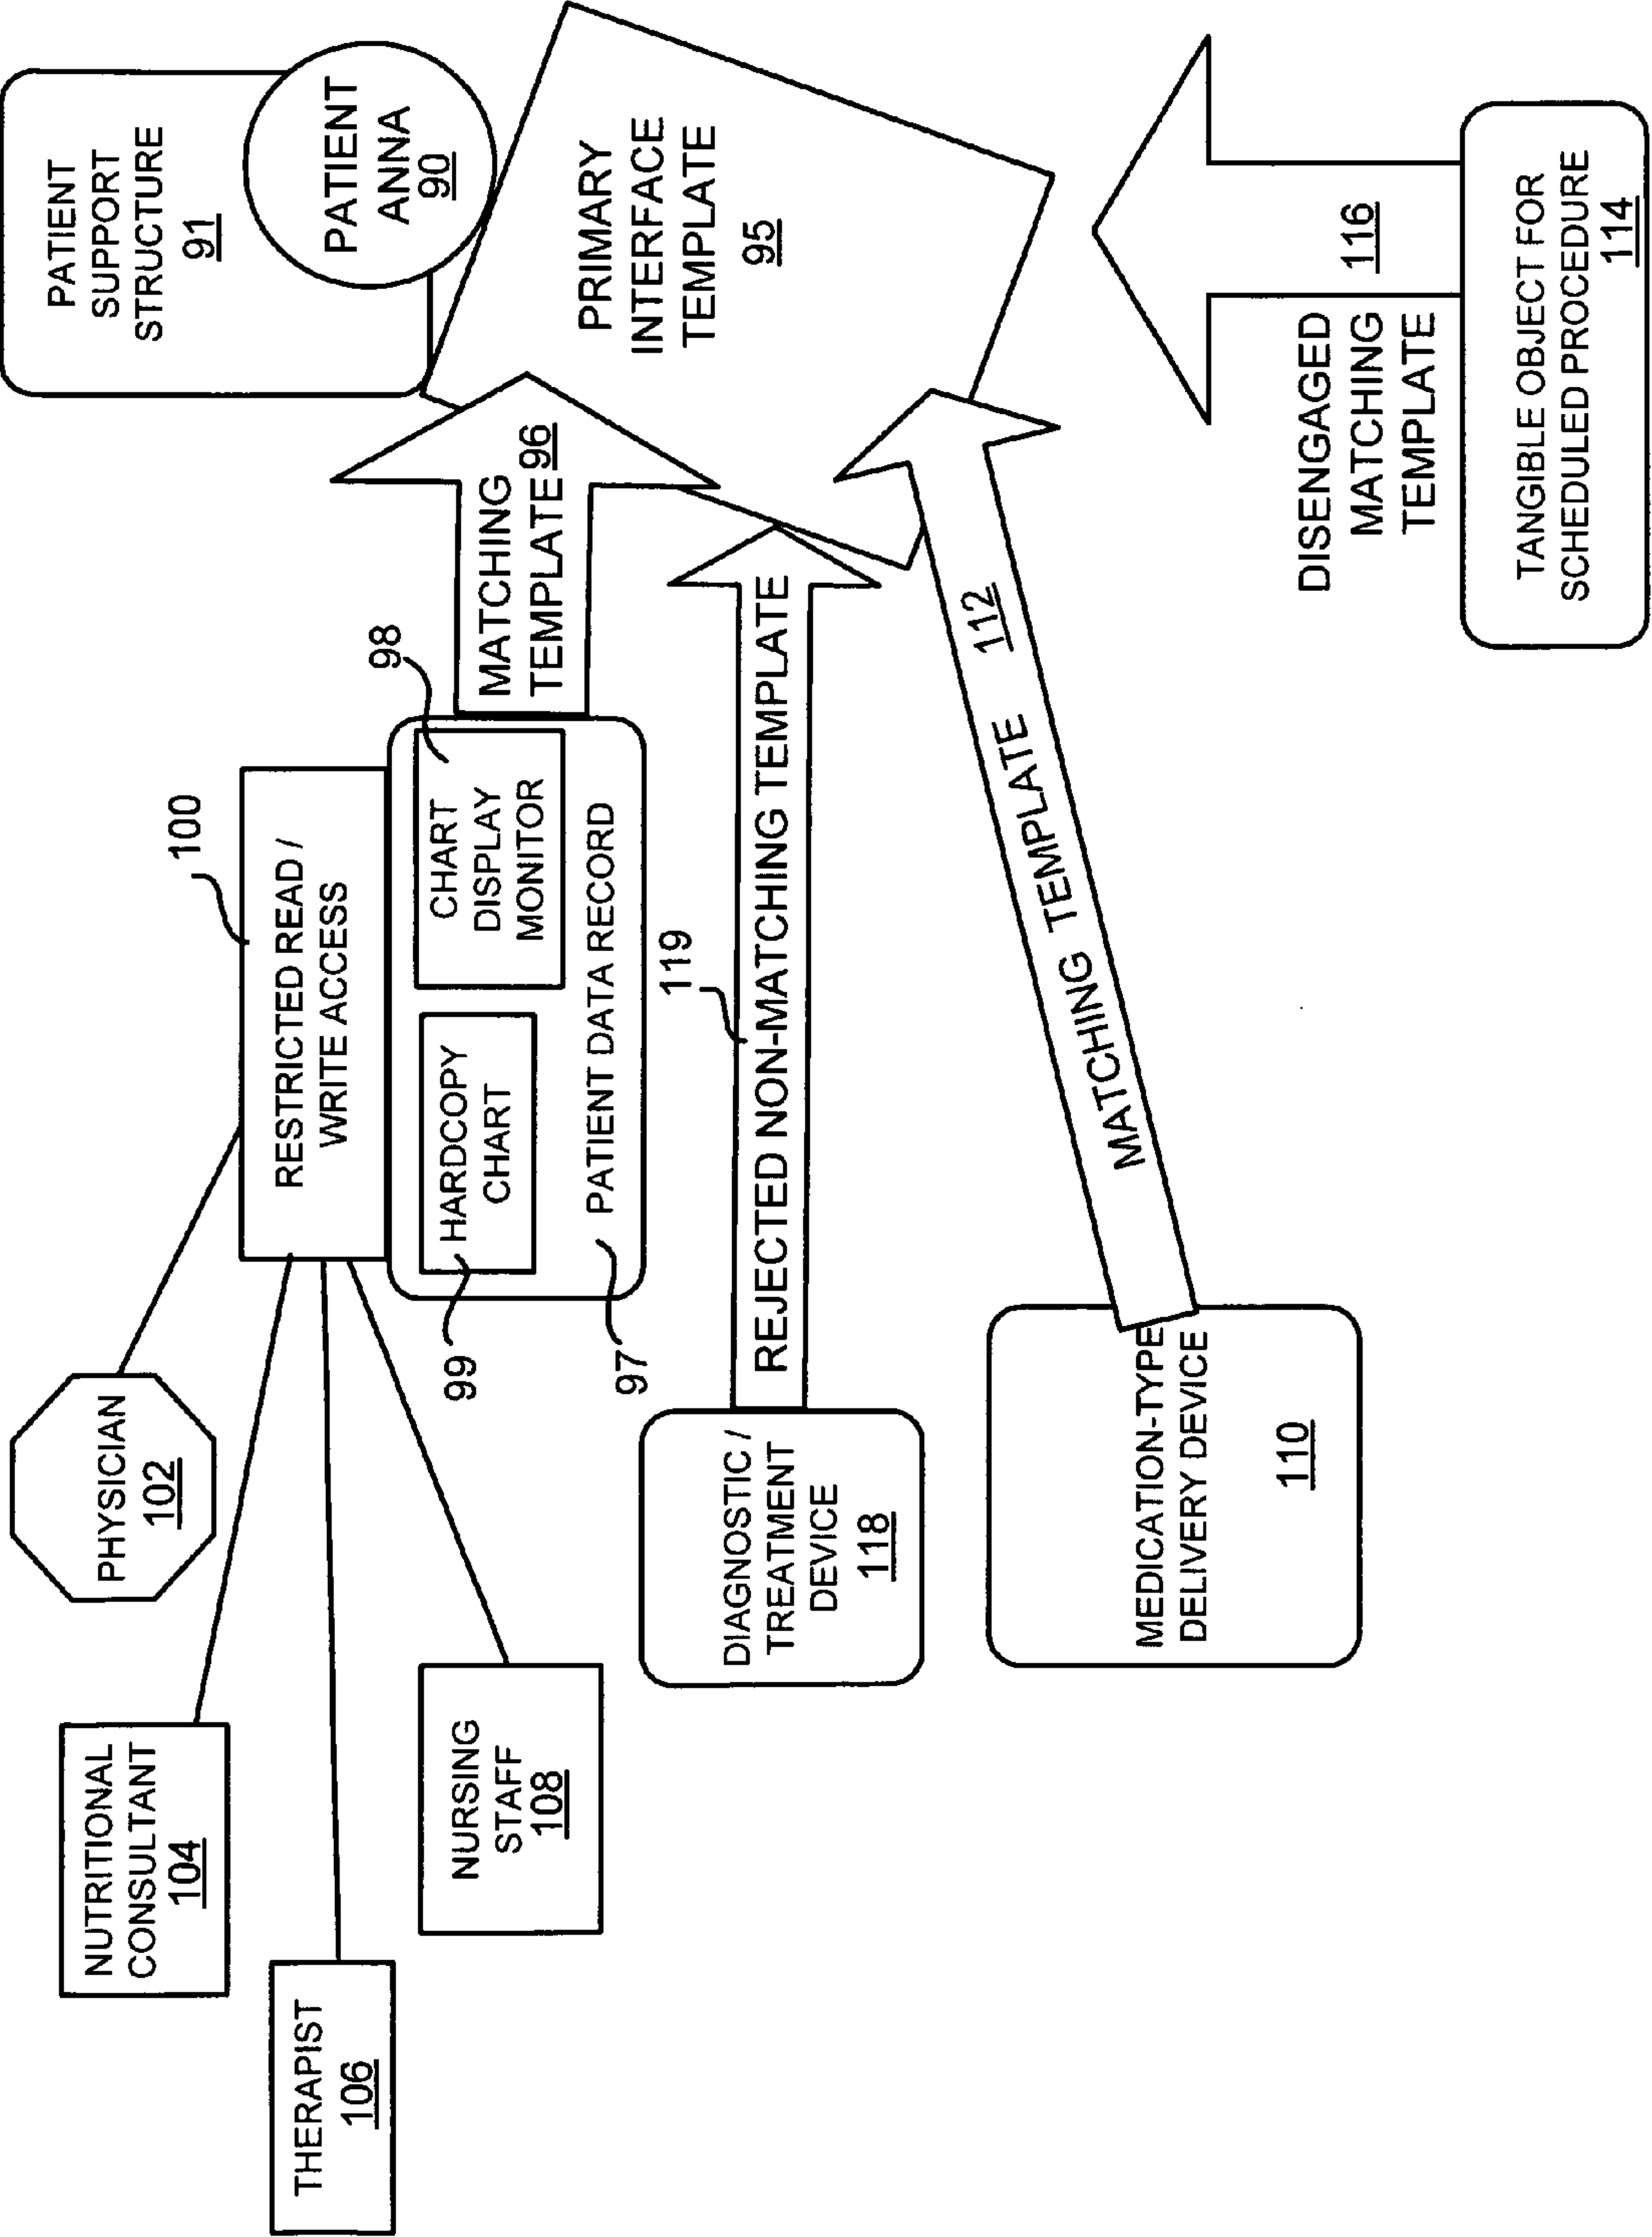 THERAPIST
106
NUTRITIONAL
CONSULTANT
104
PHYSICIAN
102
NURSING
STAFF
108
100
RESTRICTED READ /
WRITE ACCESS
HARDCOPY
CHART
99
CHART
DISPLAY
MONITOR
98
PATIENT DATA RECORD
97
MATCHING
TEMPLATE 96
PATIENT
SUPPORT
STRUCTURE
91
PATIENT
ANNA
90
PRIMARY
INTERFACE
TEMPLATE
95
DIAGNOSTIC /
TREATMENT
DEVICE
118
119
REJECTED NON-MATCHING TEMPLATE
MEDICATION-TYPE
DELIVERY DEVICE
110
MATCHING TEMPLATE 112
DISENGAGED
MATCHING
TEMPLATE
116
TANGIBLE OBJECT FOR
SCHEDULED PROCEDURE
114